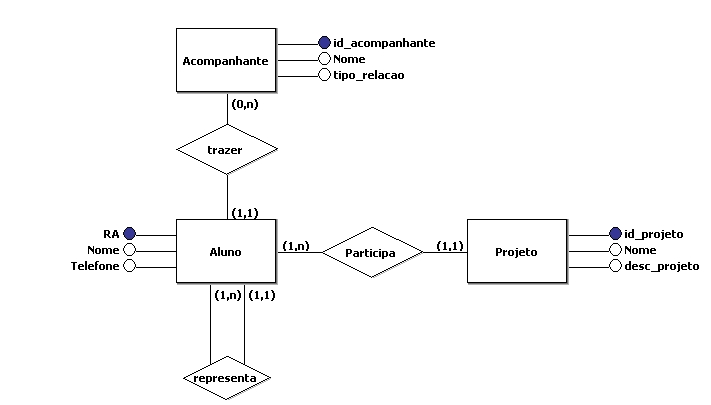 id_acompanhante
Acompanhante
Nome
tipo_relacao
(0,n)
trazer
(1,1)
RA
Nome
Telefone
Aluno
(1,n)
Participa
(1,1)
Projeto
id_projeto
Nome
desc_projeto
(1,n)
(1,1)
representa